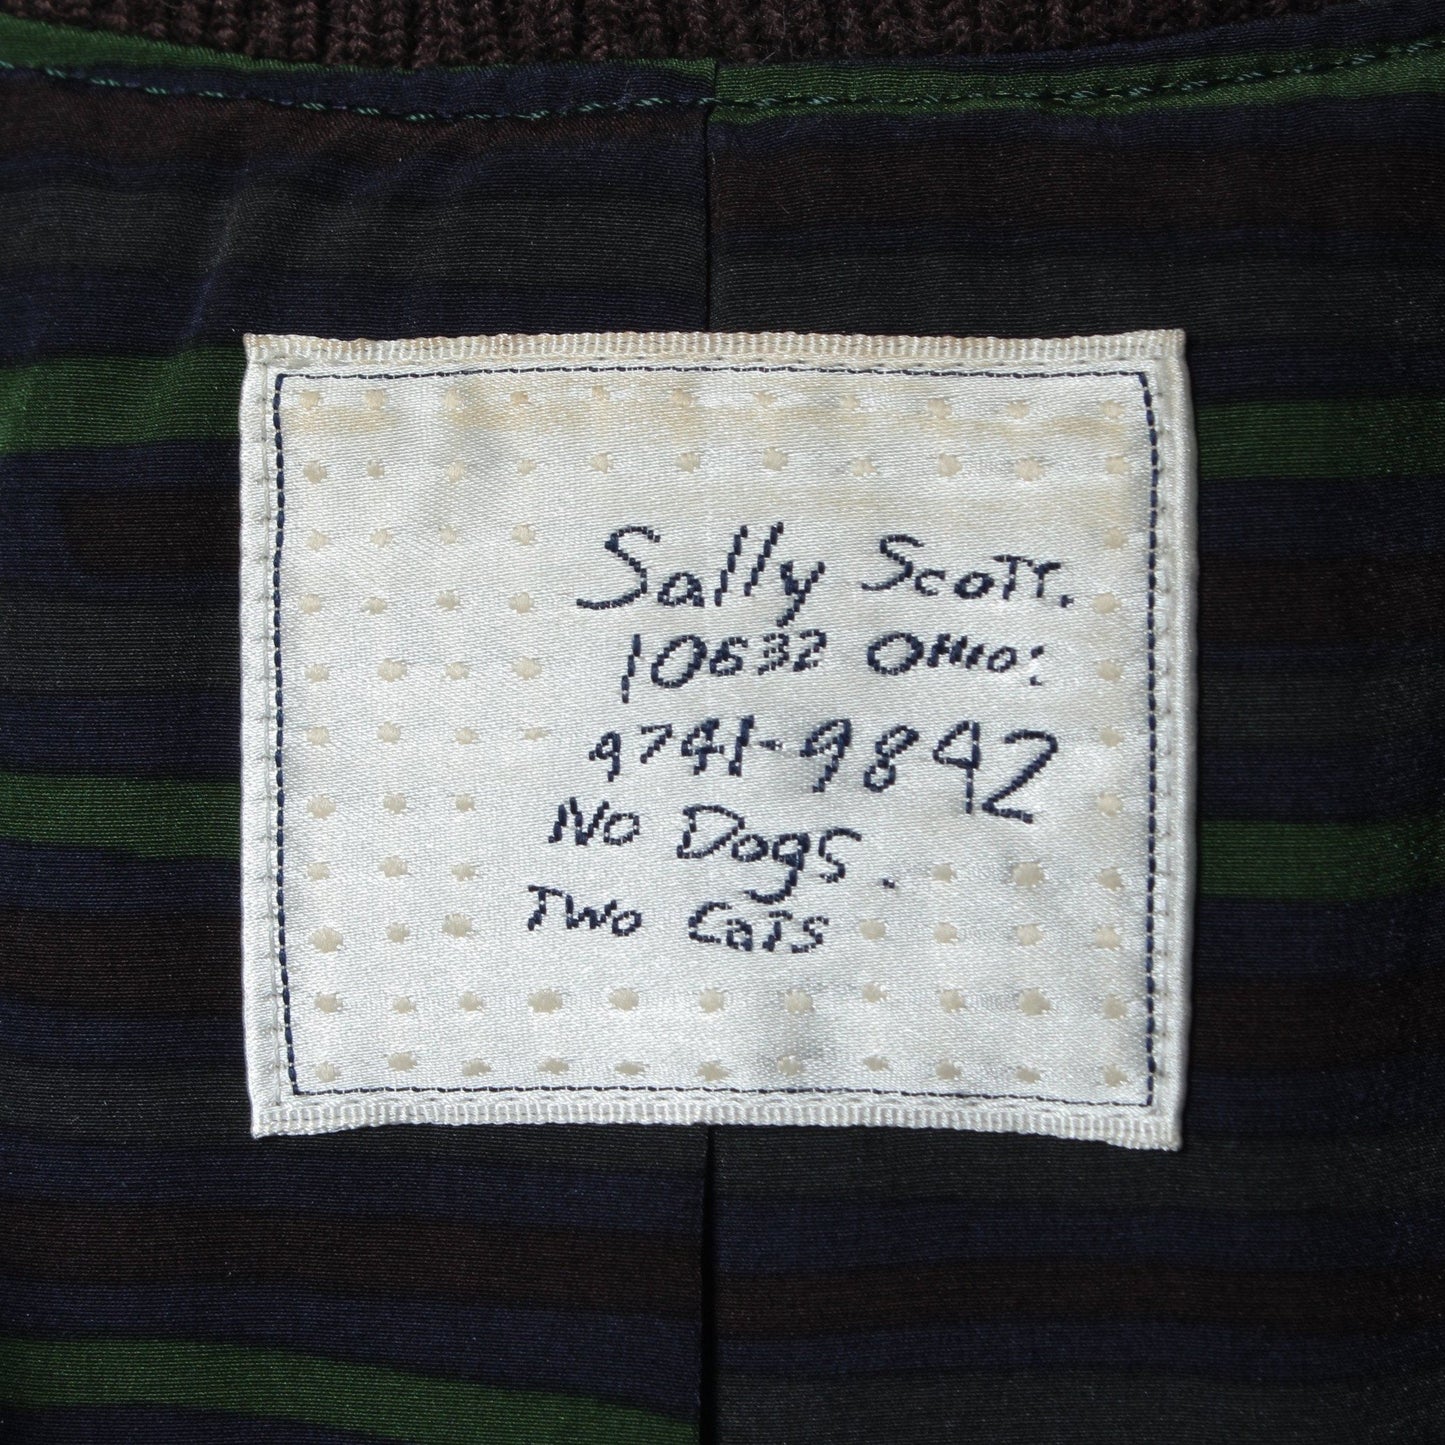 Sally Scott.
10632 OHIO:
9741-9842
No Dogs.
Two Cats